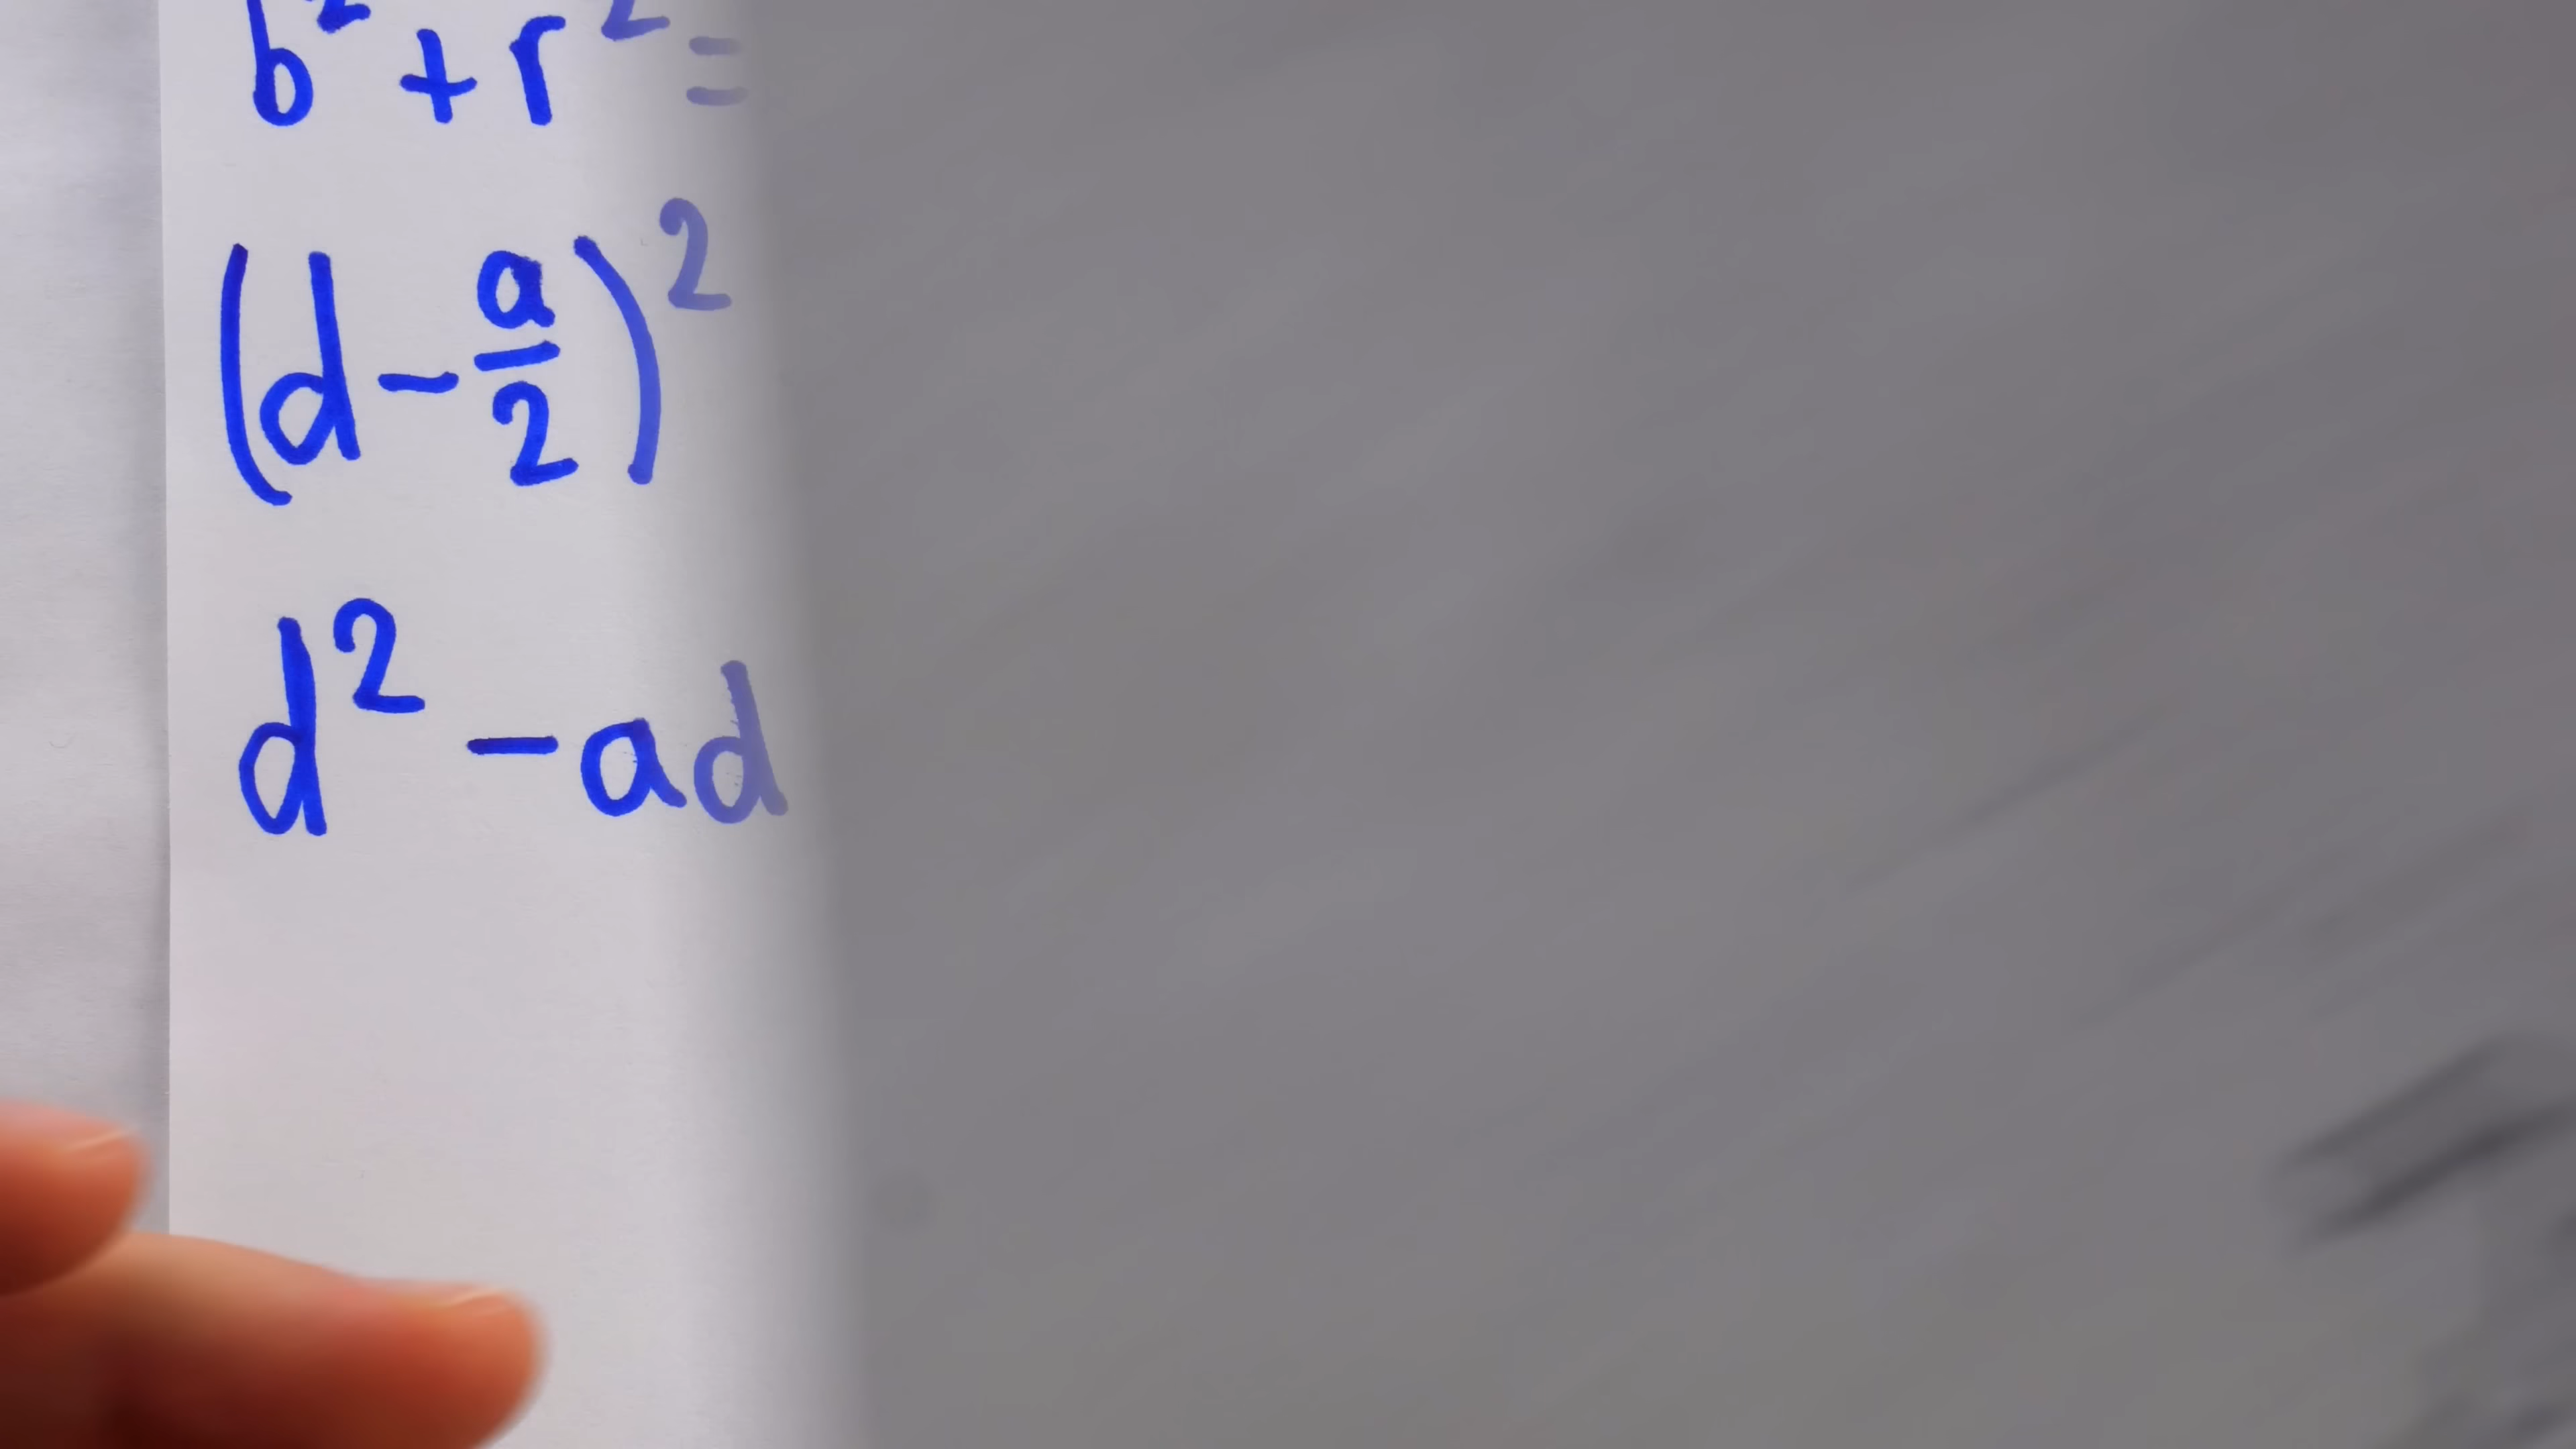 b² + r² =
(d - a/2)²
d² - ad